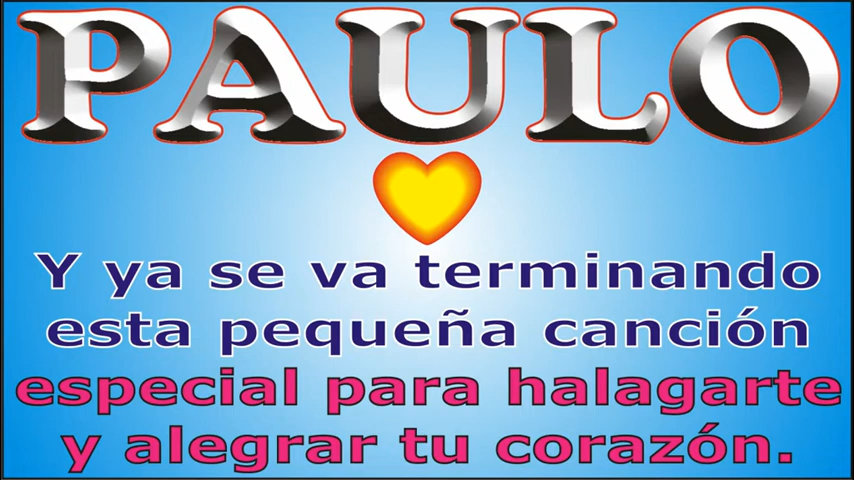 PAULO
Y ya se va terminando
esta pequeña canción
especial para halagarte
y alegrar tu corazón.